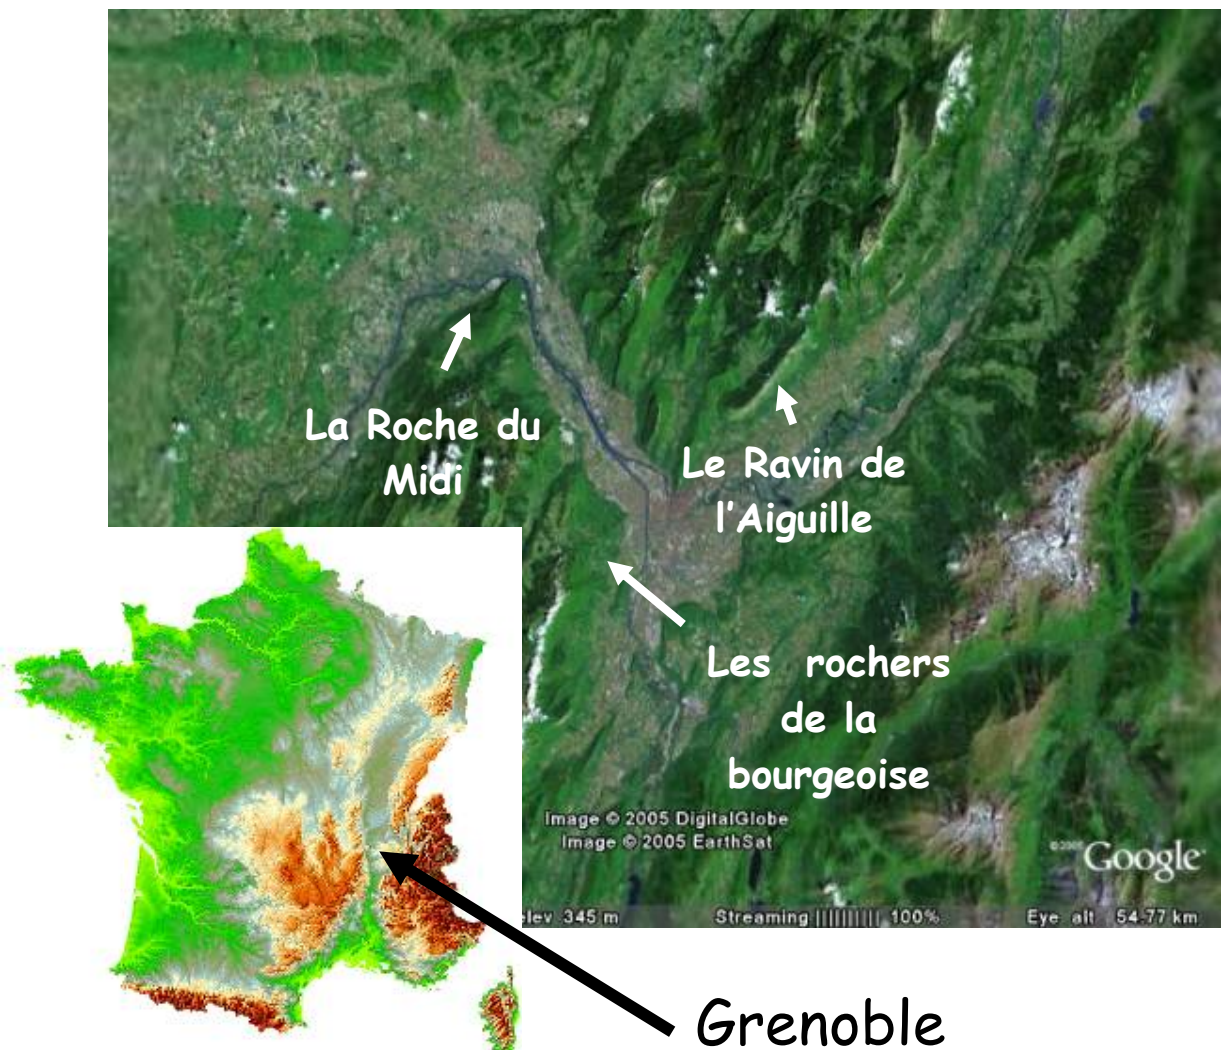 La Roche du
Midi
Le Ravin de
l'Aiguille
Les rochers
de la
bourgeoise
Image © 2005 DigitalGlobe
Image © 2005 EarthSat
©2005 Google
elev 345 m Streaming |||||||||| 100% Eye alt 54.77 km
Grenoble